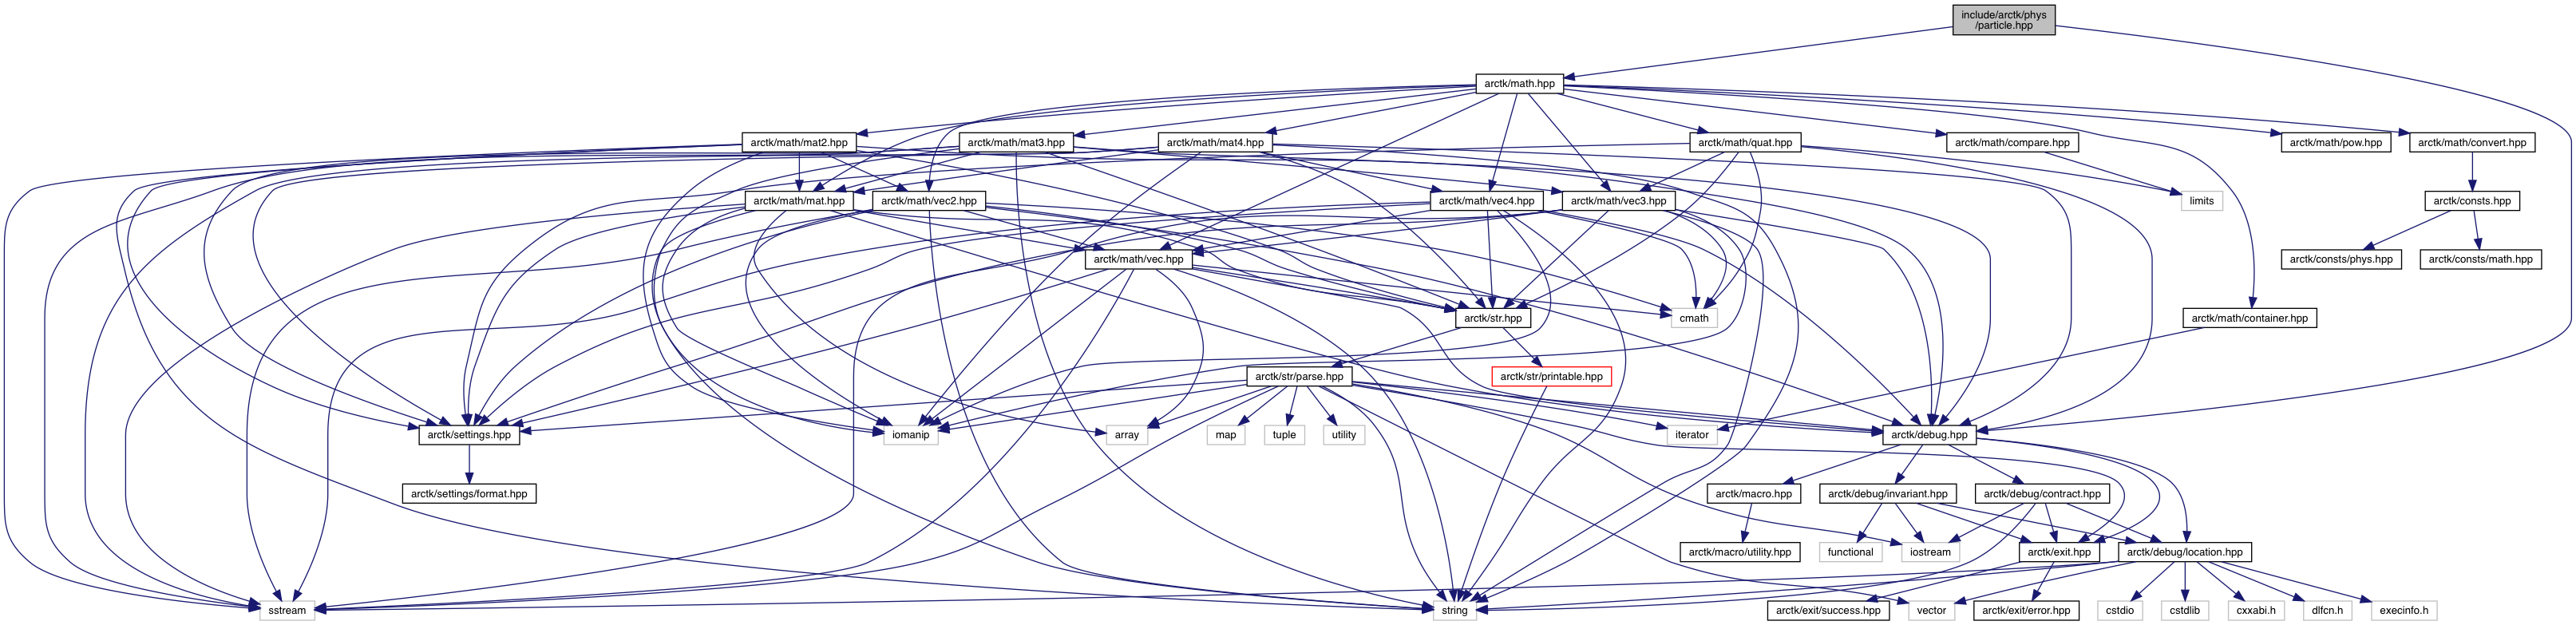 include/arctk/phys
/particle.hpp
arctk/math.hpp
arctk/math/mat2.hpp
arctk/math/mat3.hpp
arctk/math/mat4.hpp
arctk/math/quat.hpp
arctk/math/compare.hpp
arctk/math/pow.hpp
arctk/math/convert.hpp
arctk/math/mat.hpp
arctk/math/vec2.hpp
arctk/math/vec4.hpp
arctk/math/vec3.hpp
limits
arctk/consts.hpp
arctk/math/vec.hpp
arctk/consts/phys.hpp
arctk/consts/math.hpp
arctk/str.hpp
cmath
arctk/math/container.hpp
arctk/str/parse.hpp
arctk/str/printable.hpp
arctk/settings.hpp
iomanip
array
map
tuple
utility
iterator
arctk/debug.hpp
arctk/settings/format.hpp
arctk/macro.hpp
arctk/debug/invariant.hpp
arctk/debug/contract.hpp
arctk/macro/utility.hpp
functional
iostream
arctk/exit.hpp
arctk/debug/location.hpp
sstream
string
arctk/exit/success.hpp
vector
arctk/exit/error.hpp
cstdio
cstdlib
cxxabi.h
dlfcn.h
execinfo.h